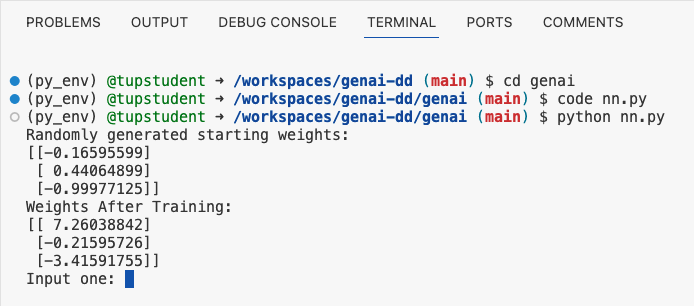 PROBLEMS OUTPUT DEBUG CONSOLE TERMINAL PORTS COMMENTS
(py_env) @tupstudent ➜ /workspaces/genai-dd (main) $ cd genai
(py_env) @tupstudent ➜ /workspaces/genai-dd/genai (main) $ code nn.py
(py_env) @tupstudent ➜ /workspaces/genai-dd/genai (main) $ python nn.py
Randomly generated starting weights:
[[-0.16595599]
 [ 0.44064899]
 [-0.99977125]]
Weights After Training:
[[ 7.26038842]
 [-0.21595726]
 [-3.41591755]]
Input one: